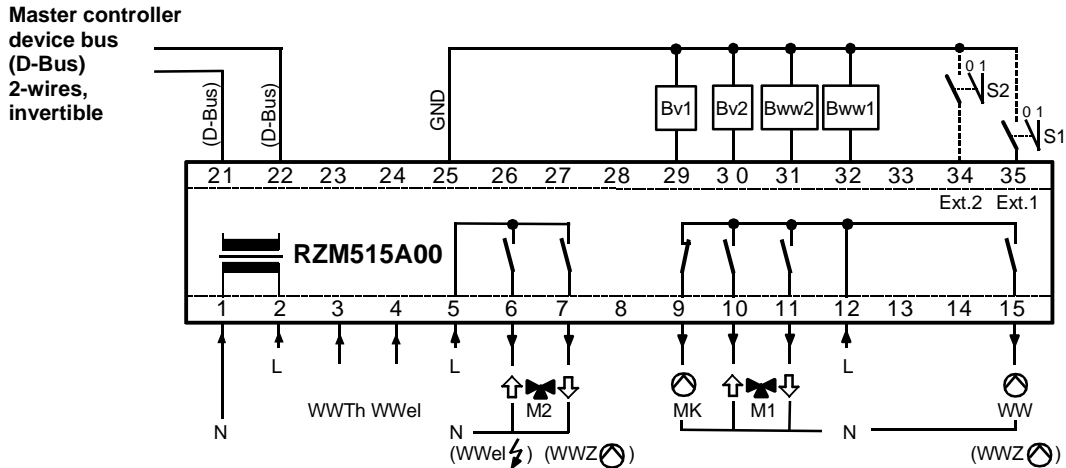 Master controller
device bus
(D-Bus)
2-wires,
invertible
(D-Bus)
(D-Bus)
GND
Bv1
Bv2
Bww2
Bww1
0 1
S2
0 1
S1
21 22 23 24 25 26 27 28 29 30 31 32 33 34 35
Ext.2 Ext.1
RZM515A00
1 2 3 4 5 6 7 8 9 10 11 12 13 14 15
L L L
M2 MK M1 WW
N WWTh WWel N N
(WWel ) (WWZ ) (WWZ )